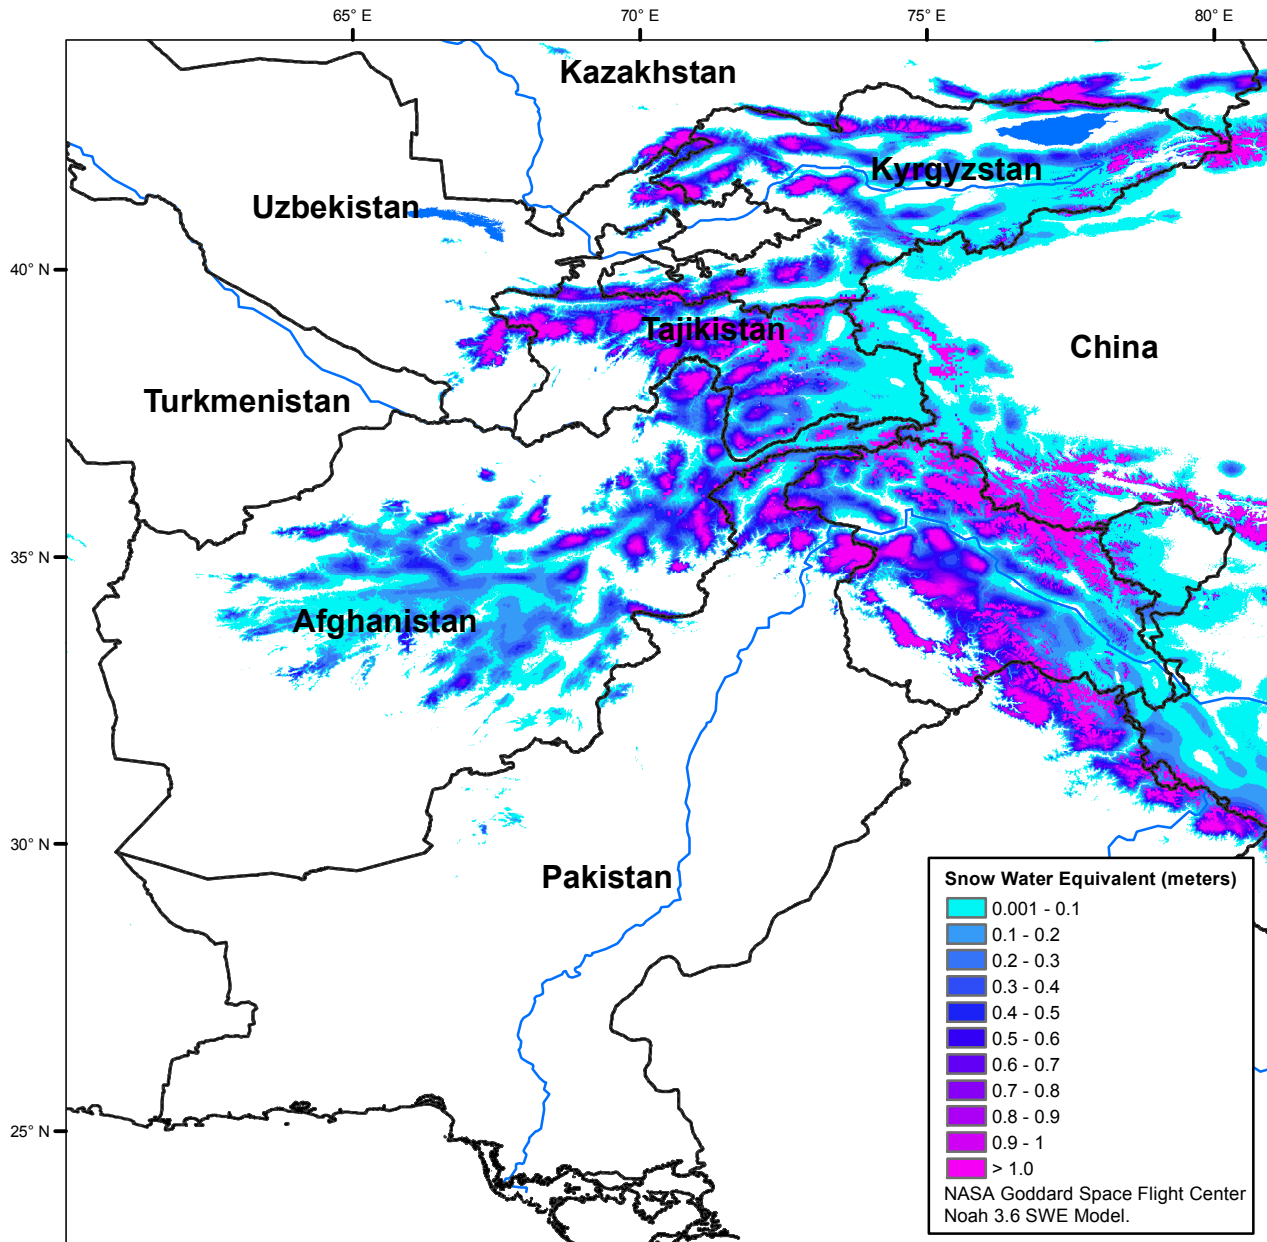 65° E
70° E
75° E
80° E
Kazakhstan
Kyrgyzstan
Uzbekistan
40° N
Tajikistan
China
Turkmenistan
35° N
Afghanistan
30° N
Pakistan
25° N
Snow Water Equivalent (meters)
0.001 - 0.1
0.1 - 0.2
0.2 - 0.3
0.3 - 0.4
0.4 - 0.5
0.5 - 0.6
0.6 - 0.7
0.7 - 0.8
0.8 - 0.9
0.9 - 1
> 1.0
NASA Goddard Space Flight Center
Noah 3.6 SWE Model.